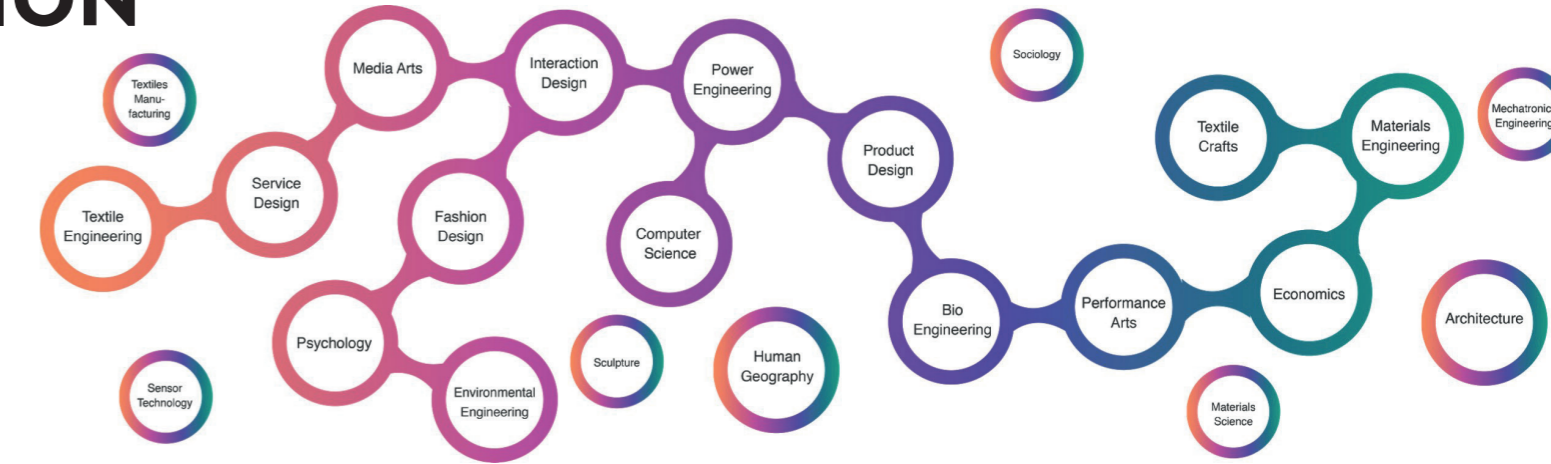 ION
Textiles
Manu-
facturing
Textile
Engineering
Service
Design
Media Arts
Interaction
Design
Power
Engineering
Sociology
Textile
Crafts
Materials
Engineering
Mechatronic
Engineering
Product
Design
Fashion
Design
Computer
Science
Psychology
Environmental
Engineering
Sensor
Technology
Sculpture
Human
Geography
Bio
Engineering
Performance
Arts
Economics
Materials
Science
Architecture